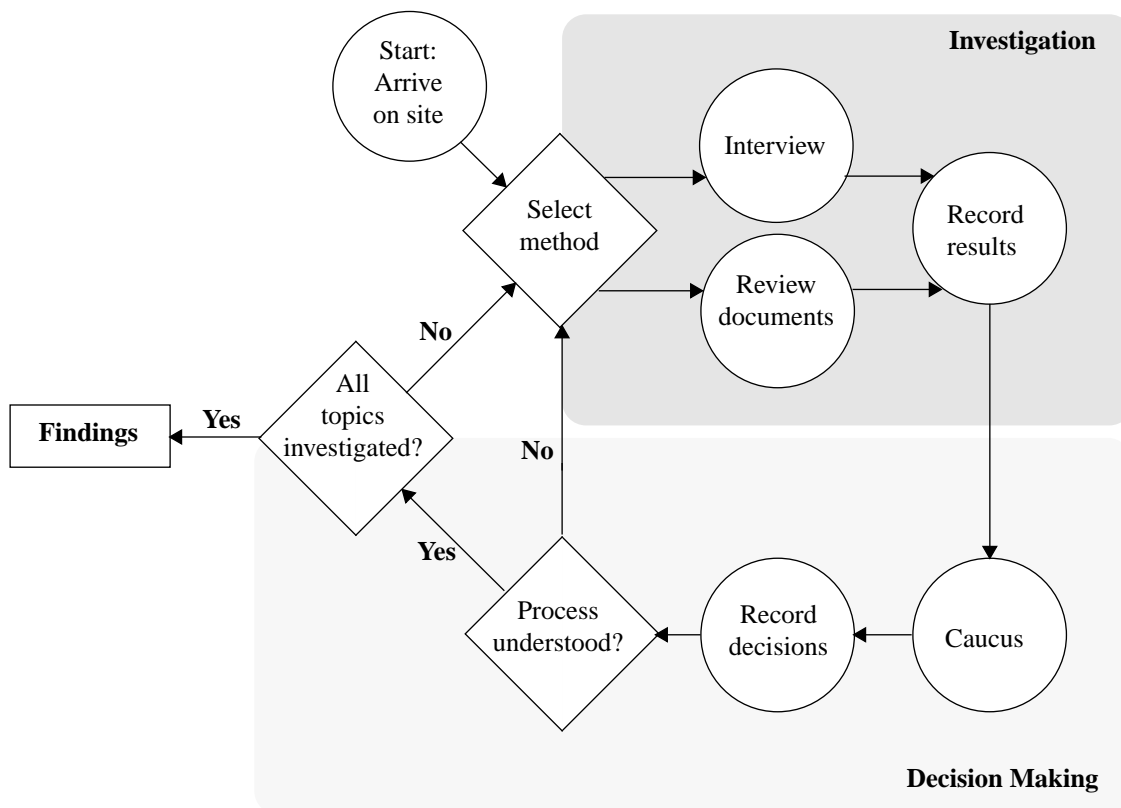 Start:
Arrive
on site
Investigation
Interview
Select
method
Record
results
Review
documents
No
All
topics
investigated?
Yes
Findings
No
Yes
Process
understood?
Record
decisions
Caucus
Decision Making